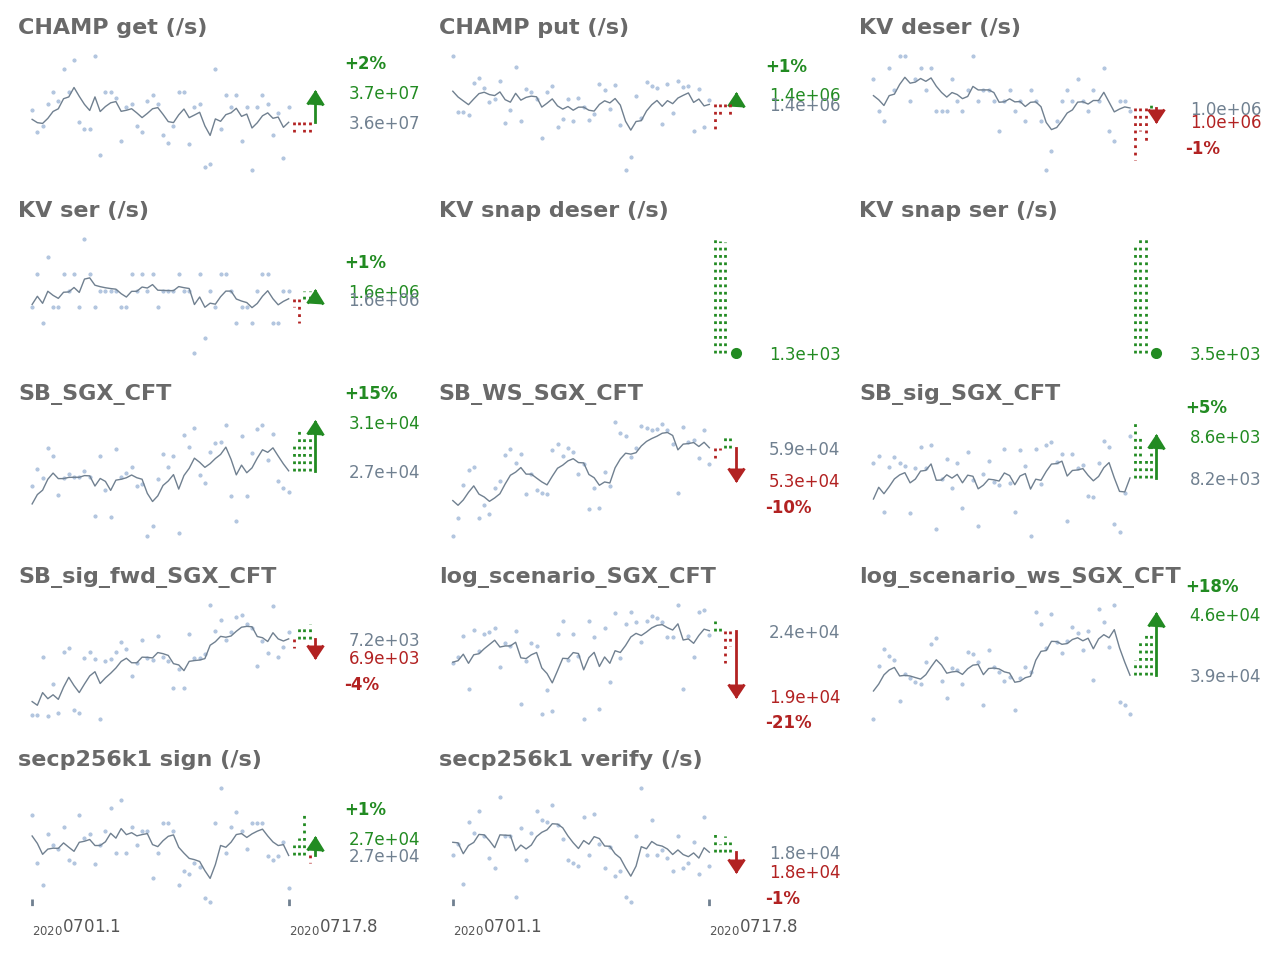 CHAMP get (/s)
+2%
3.7e+07
3.6e+07
CHAMP put (/s)
+1%
1.4e+06
1.4e+06
KV deser (/s)
1.0e+06
1.0e+06
-1%
KV ser (/s)
+1%
1.6e+06
1.6e+06
KV snap deser (/s)
1.3e+03
KV snap ser (/s)
3.5e+03
SB_SGX_CFT
+15%
3.1e+04
2.7e+04
SB_WS_SGX_CFT
5.9e+04
5.3e+04
-10%
SB_sig_SGX_CFT
+5%
8.6e+03
8.2e+03
SB_sig_fwd_SGX_CFT
7.2e+03
6.9e+03
-4%
log_scenario_SGX_CFT
2.4e+04
1.9e+04
-21%
log_scenario_ws_SGX_CFT
+18%
4.6e+04
3.9e+04
secp256k1 sign (/s)
+1%
2.7e+04
2.7e+04
20200701.1
20200717.8
secp256k1 verify (/s)
1.8e+04
1.8e+04
-1%
20200701.1
20200717.8